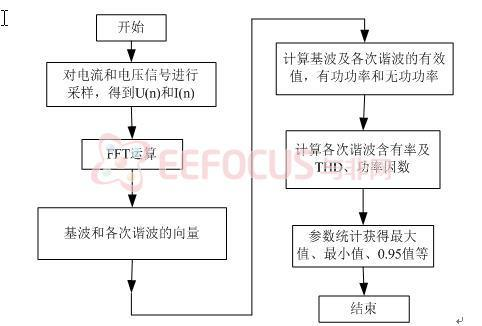 开始
对电流和电压信号进行
采样，得到U(n)和I(n)
FFT运算
基波和各次谐波的向量
计算基波及各次谐波的有效
值，有功功率和无功功率
计算各次谐波含有率及
THD、功率因数
参数统计获得最大
值、最小值、0.95值等
结束
EEFOCUS
与非网